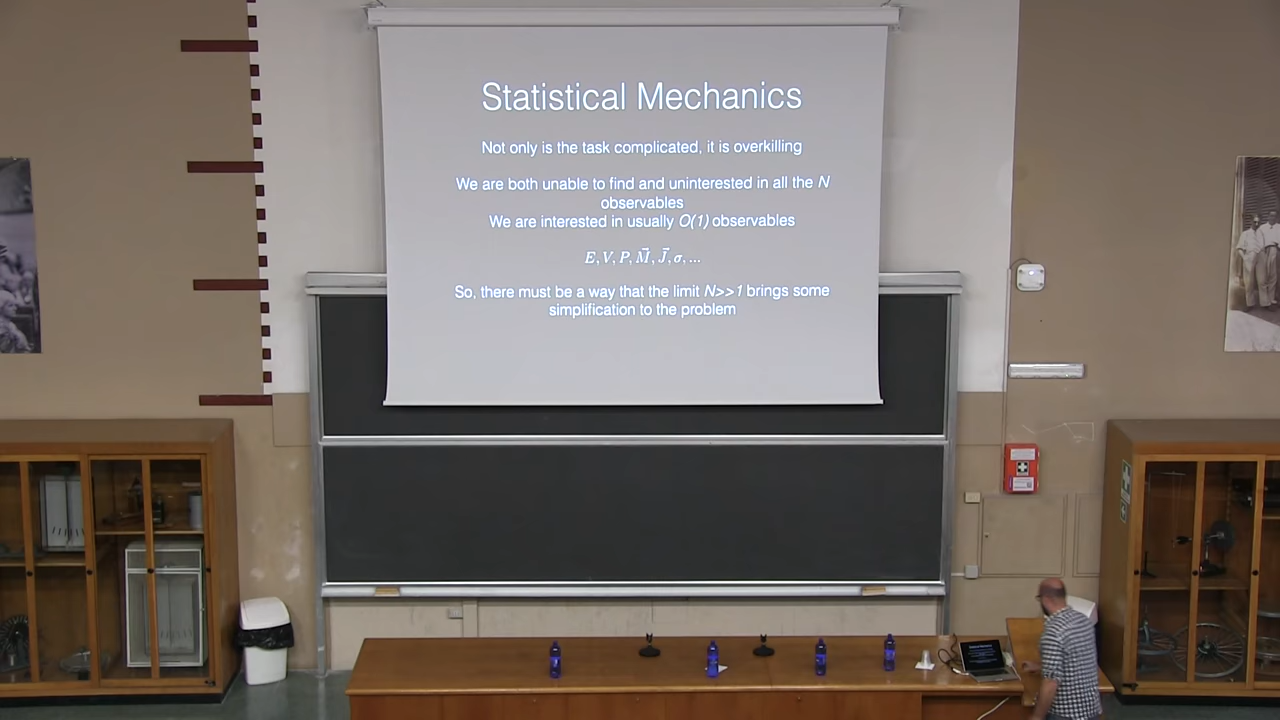 Statistical Mechanics
Not only is the task complicated, it is overkilling
We are both unable to find and uninterested in all the N
observables
We are interested in usually O(1) observables
E, V, P, M⃗, J⃗, σ, ...
So, there must be a way that the limit N>>1 brings some
simplification to the problem